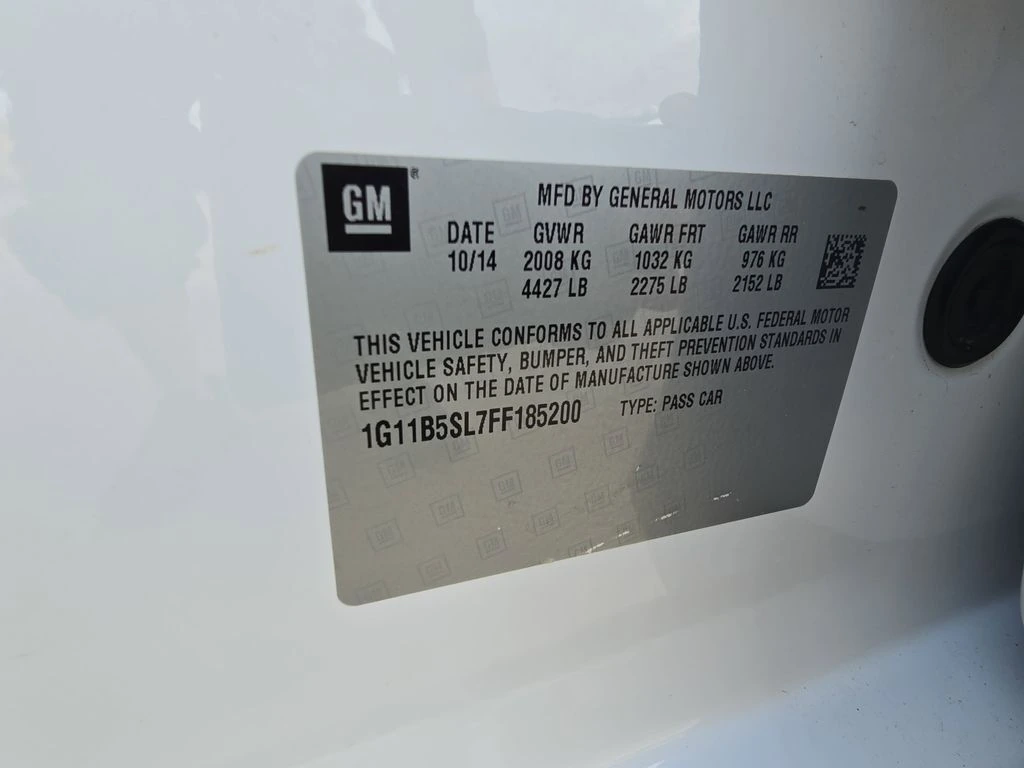 GM ®
MFD BY GENERAL MOTORS LLC
DATE GVWR GAWR FRT GAWR RR
10/14 2008 KG 1032 KG 976 KG
4427 LB 2275 LB 2152 LB
THIS VEHICLE CONFORMS TO ALL APPLICABLE U.S. FEDERAL MOTOR
VEHICLE SAFETY, BUMPER, AND THEFT PREVENTION STANDARDS IN
EFFECT ON THE DATE OF MANUFACTURE SHOWN ABOVE.
1G11B5SL7FF185200 TYPE: PASS CAR